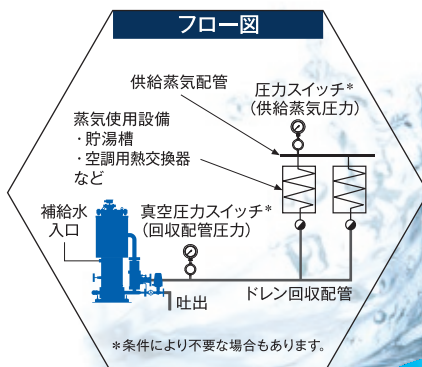 フロー図
供給蒸気配管
圧力スイッチ*
(供給蒸気圧力)
蒸気使用設備
・貯湯槽
・空調用熱交換器
など
補給水
入口
真空圧力スイッチ*
(回収配管圧力)
吐出
ドレン回収配管
*条件により不要な場合もあります。